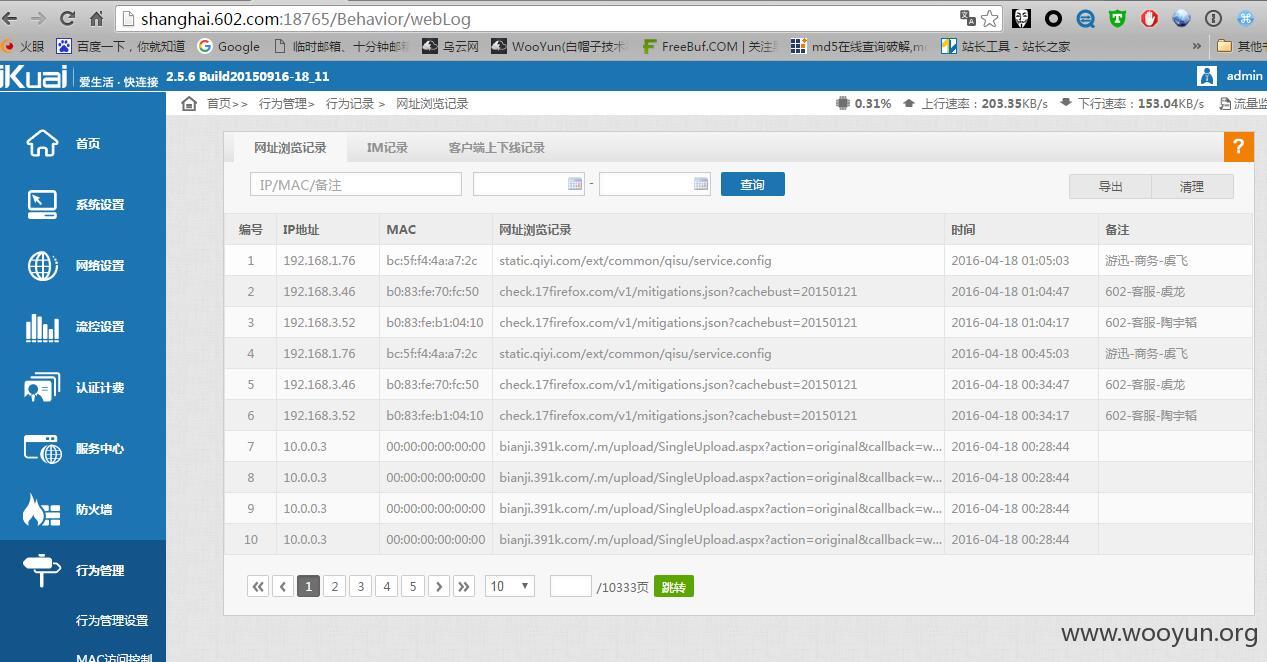 shanghai.602.com:18765/Behavior/webLog
火眼 百度一下，你就知道 Google 临时邮箱、十分钟邮箱 乌云网 WooYun(白帽子技术 FreeBuf.COM | 关注 md5在线查询破解,m 站长工具 - 站长之家 » 其他
iKuai 爱生活·快连接 2.5.6 Build20150916-18_11 admin
首页>> 行为管理> 行为记录 > 网址浏览记录 0.31% 上行速率：203.35KB/s 下行速率：153.04KB/s 流量监
首页
系统设置
网络设置
流控设置
认证计费
服务中心
防火墙
行为管理
行为管理设置
MAC访问控制
网址浏览记录 IM记录 客户端上下线记录 ?
IP/MAC/备注 - 查询 导出 清理
编号 IP地址 MAC 网址浏览记录 时间 备注
1 192.168.1.76 bc:5f:f4:4a:a7:2c static.qiyi.com/ext/common/qisu/service.config 2016-04-18 01:05:03 游迅-商务-虞飞
2 192.168.3.46 b0:83:fe:70:fc:50 check.17firefox.com/v1/mitigations.json?cachebust=20150121 2016-04-18 01:04:47 602-客服-虞龙
3 192.168.3.52 b0:83:fe:b1:04:10 check.17firefox.com/v1/mitigations.json?cachebust=20150121 2016-04-18 01:04:17 602-客服-陶宇韬
4 192.168.1.76 bc:5f:f4:4a:a7:2c static.qiyi.com/ext/common/qisu/service.config 2016-04-18 00:45:03 游迅-商务-虞飞
5 192.168.3.46 b0:83:fe:70:fc:50 check.17firefox.com/v1/mitigations.json?cachebust=20150121 2016-04-18 00:34:47 602-客服-虞龙
6 192.168.3.52 b0:83:fe:b1:04:10 check.17firefox.com/v1/mitigations.json?cachebust=20150121 2016-04-18 00:34:17 602-客服-陶宇韬
7 10.0.0.3 00:00:00:00:00:00 bianji.391k.com/.m/upload/SingleUpload.aspx?action=original&callback=w... 2016-04-18 00:28:44
8 10.0.0.3 00:00:00:00:00:00 bianji.391k.com/.m/upload/SingleUpload.aspx?action=original&callback=w... 2016-04-18 00:28:44
9 10.0.0.3 00:00:00:00:00:00 bianji.391k.com/.m/upload/SingleUpload.aspx?action=original&callback=w... 2016-04-18 00:28:44
10 10.0.0.3 00:00:00:00:00:00 bianji.391k.com/.m/upload/SingleUpload.aspx?action=original&callback=w... 2016-04-18 00:28:44
1 2 3 4 5 10 /10333页 跳转
www.wooyun.org